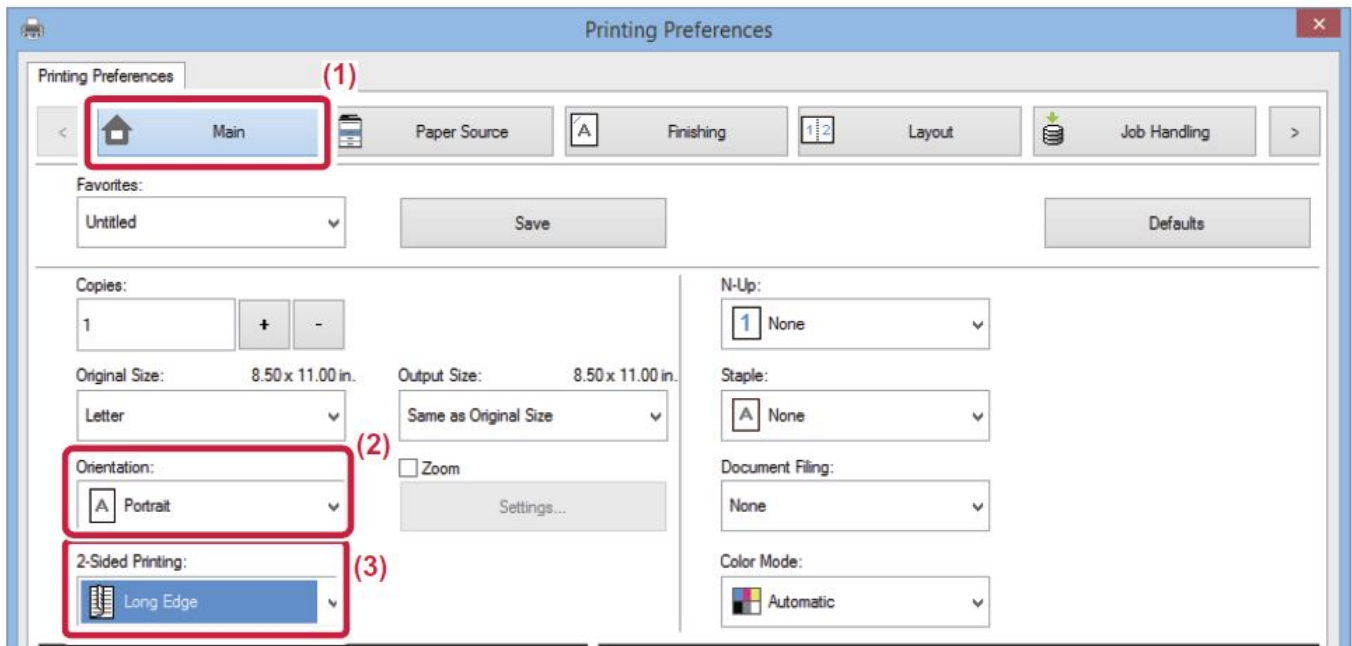 Printing Preferences
×
Printing Preferences
(1)
< Main Paper Source A Finishing 1 2 Layout Job Handling >
Favorites:
Untitled Save Defaults
Copies: N-Up:
1 + - 1 None
Original Size: 8.50 x 11.00 in. Output Size: 8.50 x 11.00 in. Staple:
Letter Same as Original Size A None
(2)
Orientation: Zoom Document Filing:
A Portrait Settings... None
2-Sided Printing: (3) Color Mode:
Long Edge Automatic